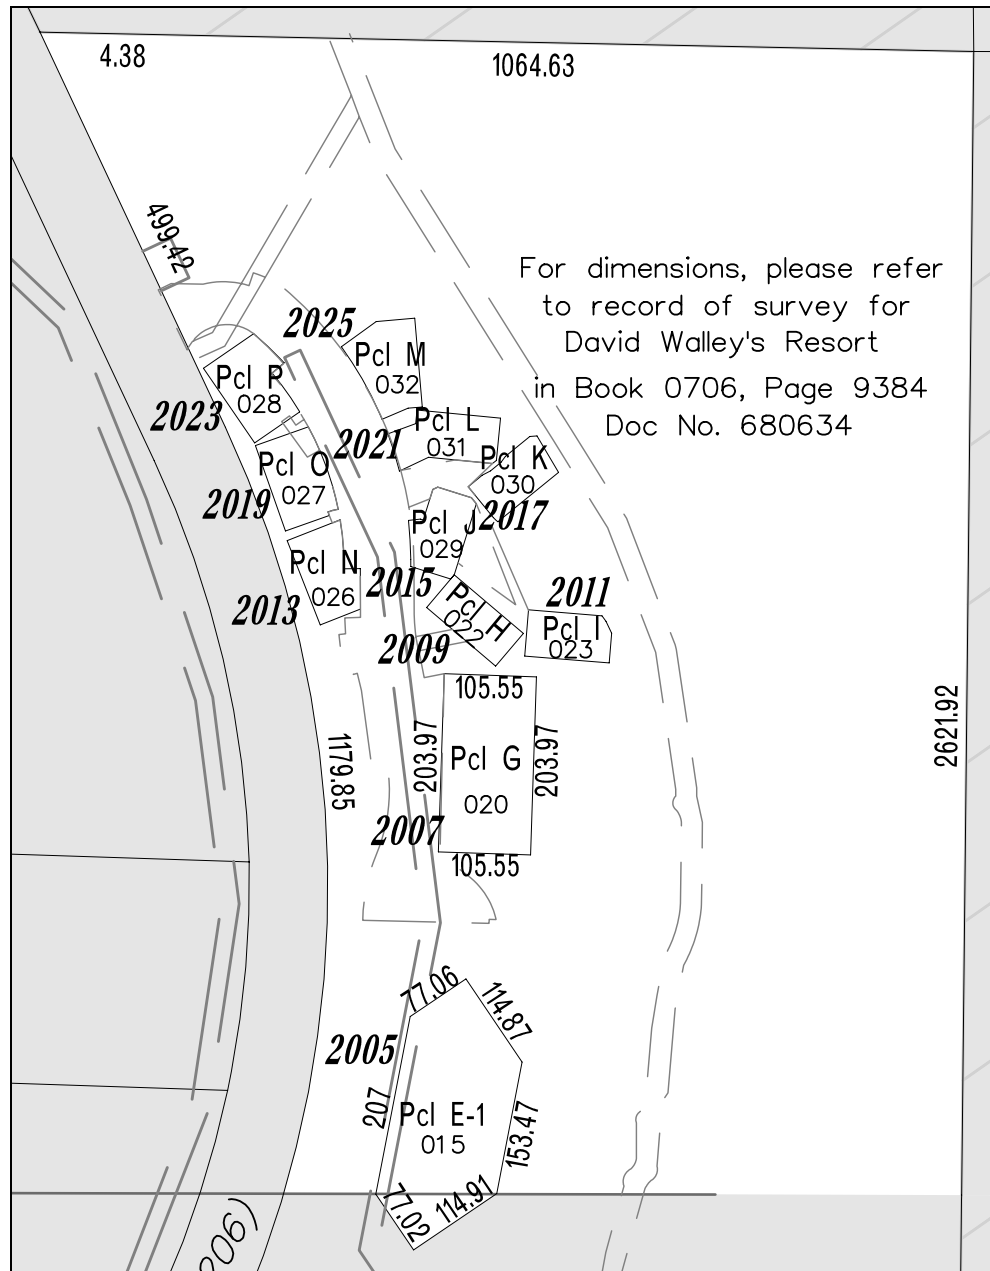 4.38
1064.63
499.42
For dimensions, please refer
to record of survey for
David Walley's Resort
in Book 0706, Page 9384
Doc No. 680634
2025
Pcl M
032
Pcl P
028
2023
Pcl L
031
2021
Pcl K
030
Pcl O
027
2019
2017
Pcl J
029
Pcl N
026
2015
2013
2011
Pcl H
022
Pcl I
023
2009
105.55
2621.92
203.97
203.97
1179.85
Pcl G
020
2007
105.55
77.06
114.87
2005
207
Pcl E-1
015
153.47
77.02
114.91
206)